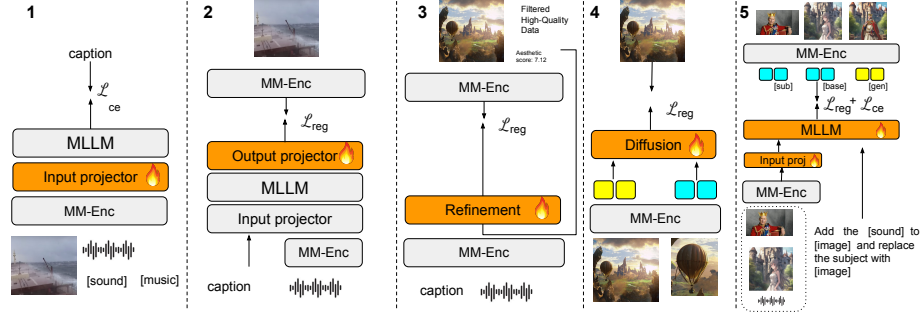 1
caption
ℒ
ce
MLLM
Input projector
MM-Enc
[sound] [music]
2
MM-Enc
ℒreg
Output projector
MLLM
Input projector
MM-Enc
caption
3
Filtered
High-Quality
Data
Aesthetic
score: 7.12
MM-Enc
ℒreg
Refinement
MM-Enc
caption
4
ℒreg
Diffusion
MM-Enc
5
MM-Enc
[sub] [base] [gen]
ℒreg + ℒce
MLLM
Input proj
MM-Enc
Add the [sound] to
[image] and replace
the subject with
[image]